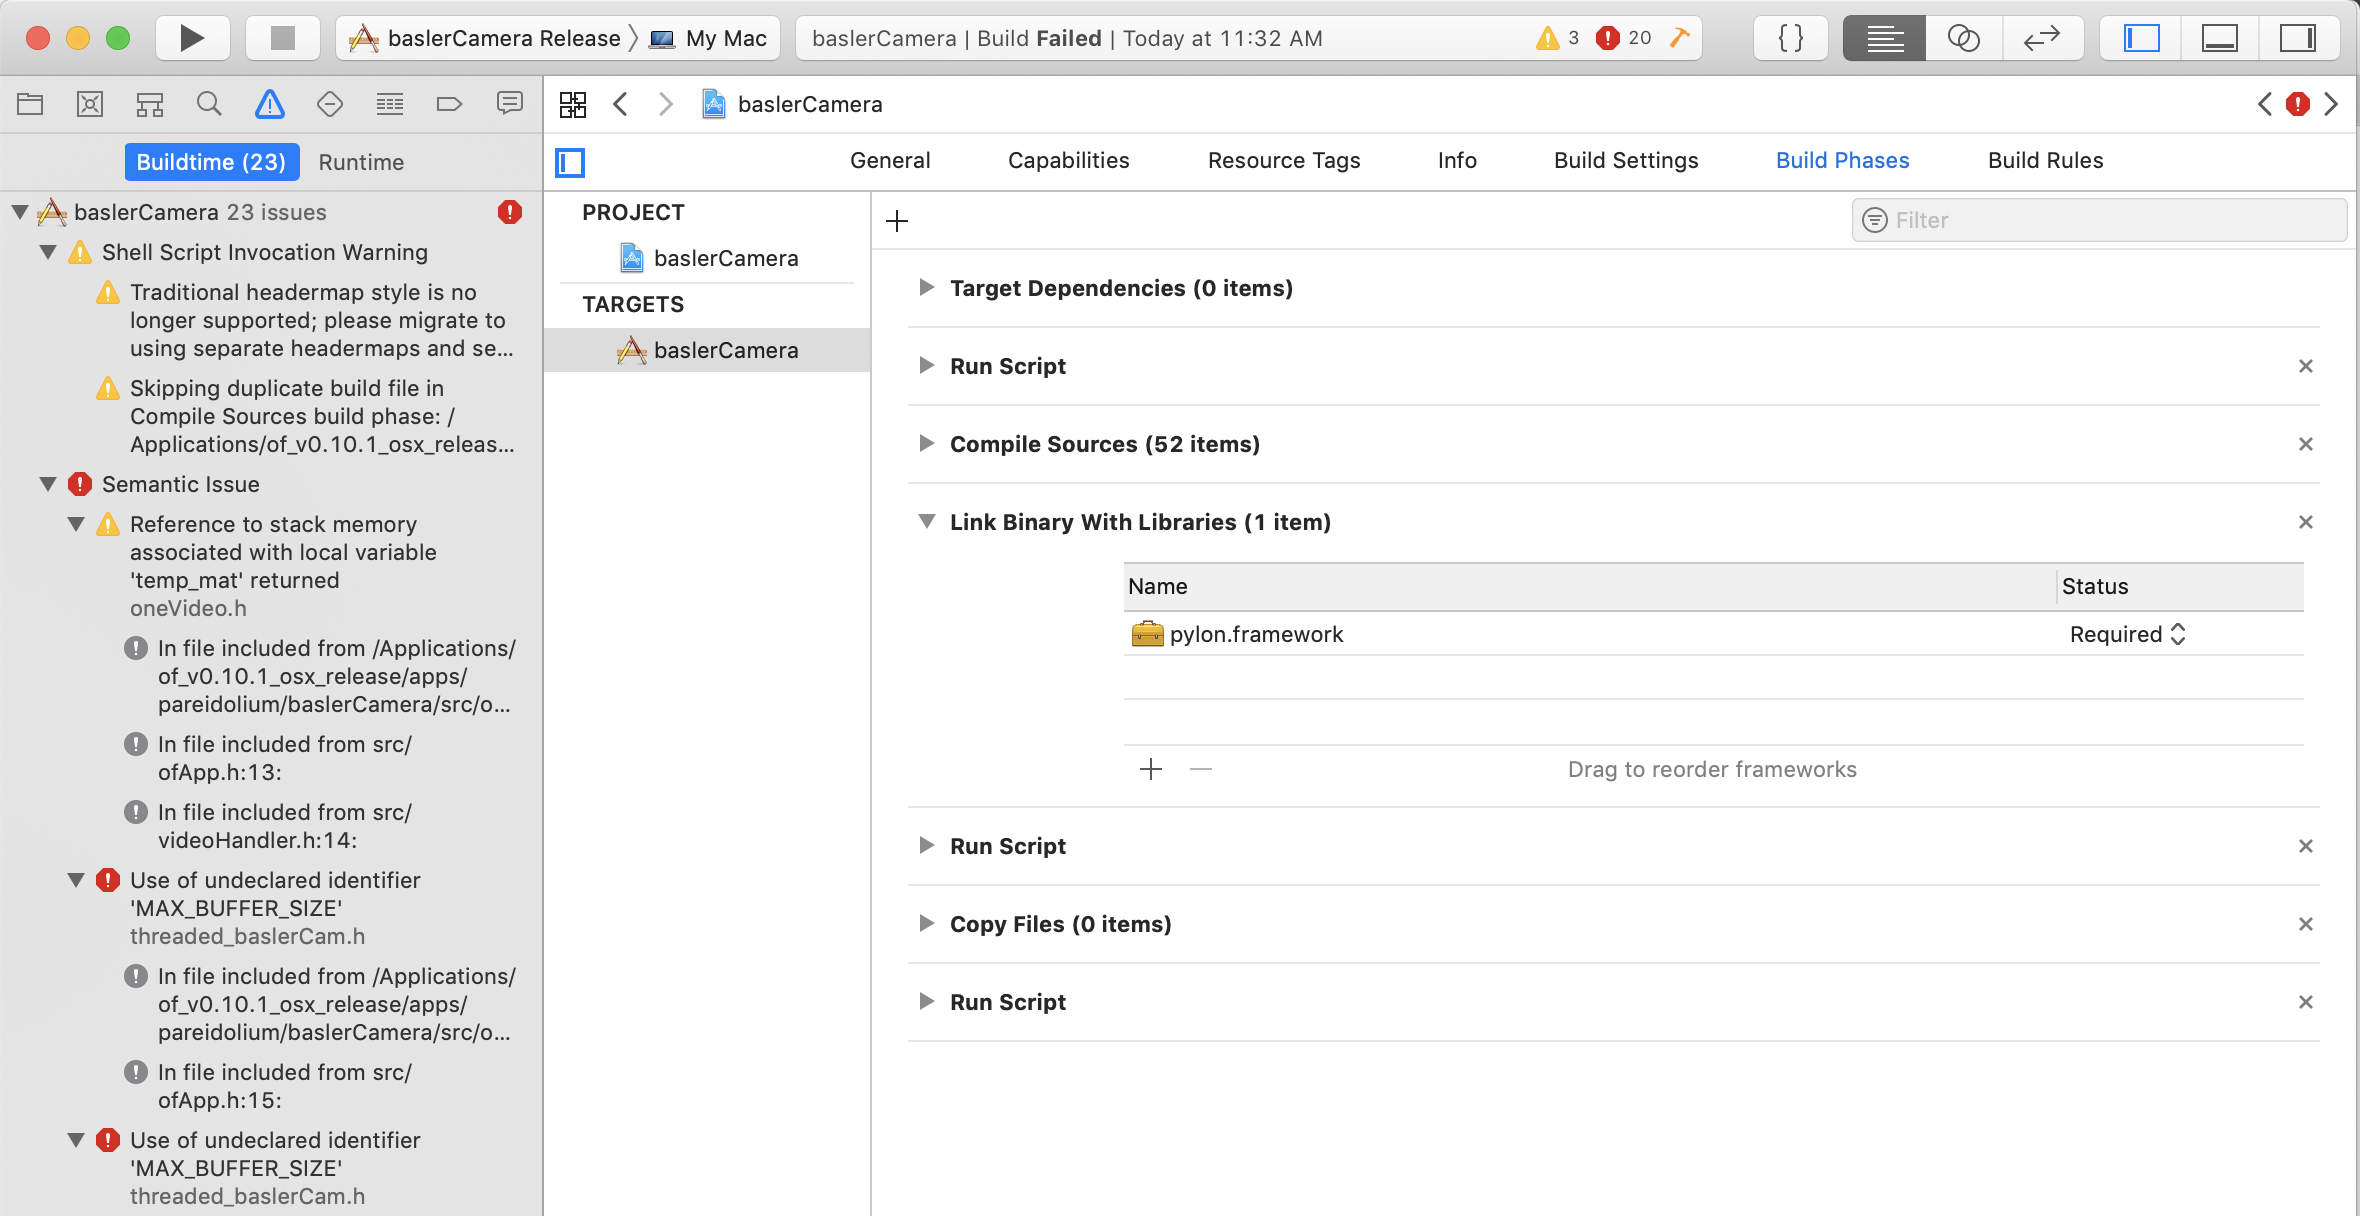 baslerCamera Release
My Mac
baslerCamera | Build Failed | Today at 11:32 AM
3
20
baslerCamera
Buildtime (23)
Runtime
General
Capabilities
Resource Tags
Info
Build Settings
Build Phases
Build Rules
baslerCamera 23 issues
Shell Script Invocation Warning
Traditional headermap style is no
longer supported; please migrate to
using separate headermaps and se...
Skipping duplicate build file in
Compile Sources build phase: /
Applications/of_v0.10.1_osx_releas...
Semantic Issue
Reference to stack memory
associated with local variable
'temp_mat' returned
oneVideo.h
In file included from /Applications/
of_v0.10.1_osx_release/apps/
pareidolium/baslerCamera/src/o...
In file included from src/
ofApp.h:13:
In file included from src/
videoHandler.h:14:
Use of undeclared identifier
'MAX_BUFFER_SIZE'
threaded_baslerCam.h
In file included from /Applications/
of_v0.10.1_osx_release/apps/
pareidolium/baslerCamera/src/o...
In file included from src/
ofApp.h:15:
Use of undeclared identifier
'MAX_BUFFER_SIZE'
threaded_baslerCam.h
PROJECT
baslerCamera
TARGETS
baslerCamera
Filter
Target Dependencies (0 items)
Run Script
Compile Sources (52 items)
Link Binary With Libraries (1 item)
Name
Status
pylon.framework
Required
Drag to reorder frameworks
Run Script
Copy Files (0 items)
Run Script